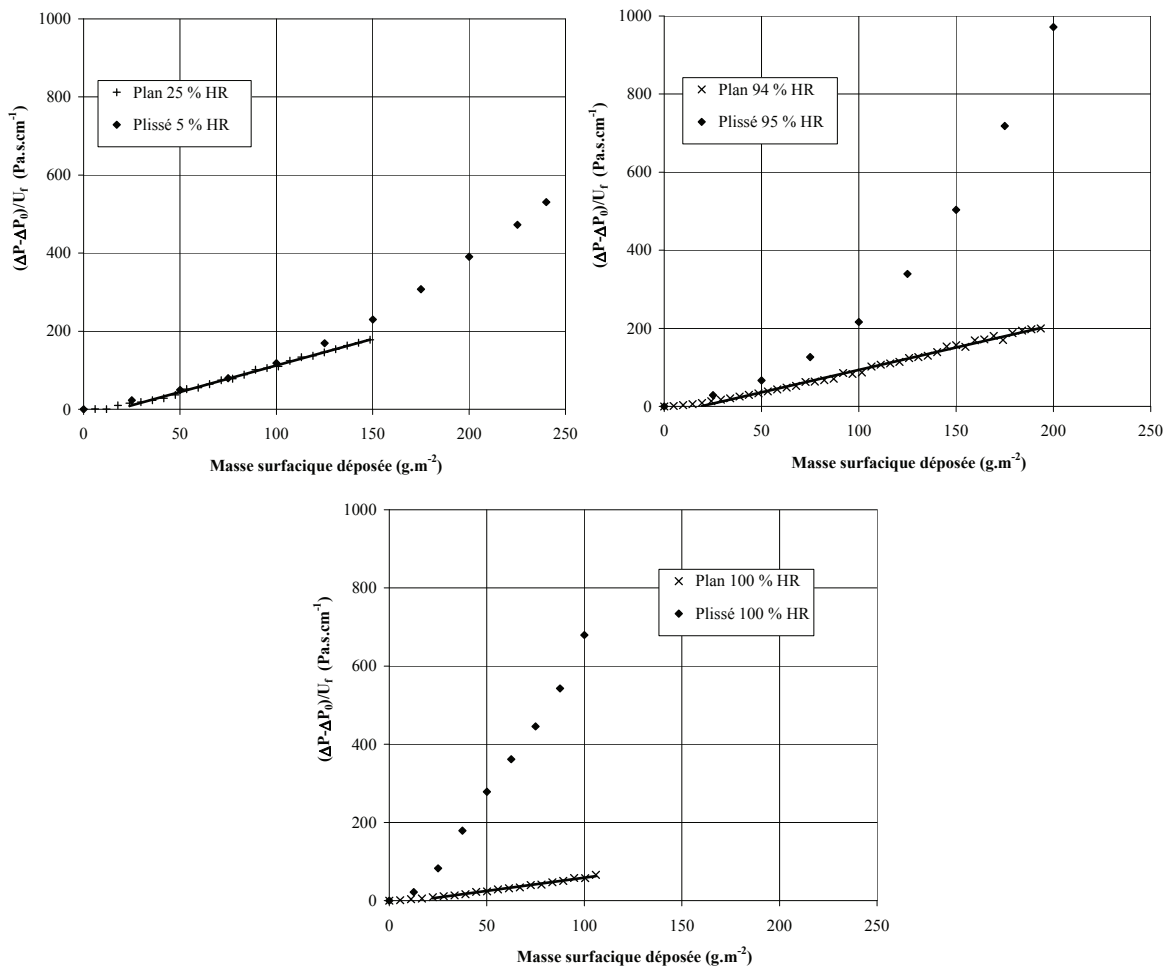 1000
800
600
400
200
0
(ΔP-ΔP₀)/U_f (Pa.s.cm⁻¹)
+ Plan 25 % HR
◆ Plissé 5 % HR
0 50 100 150 200 250
Masse surfacique déposée (g.m⁻²)
1000
800
600
400
200
0
(ΔP-ΔP₀)/U_f (Pa.s.cm⁻¹)
× Plan 94 % HR
◆ Plissé 95 % HR
0 50 100 150 200 250
Masse surfacique déposée (g.m⁻²)
1000
800
600
400
200
0
(ΔP-ΔP₀)/U_f (Pa.s.cm⁻¹)
× Plan 100 % HR
◆ Plissé 100 % HR
0 50 100 150 200 250
Masse surfacique déposée (g.m⁻²)